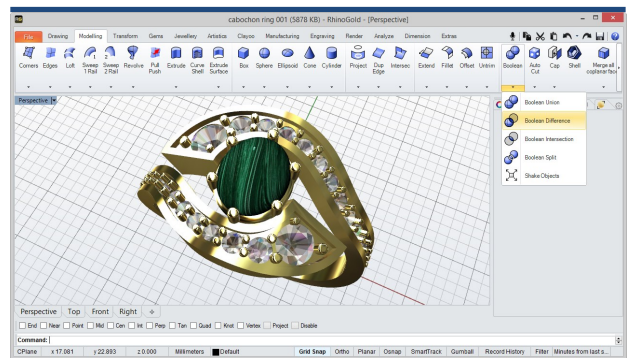 cabochon ring 001 (5878 KB) - RhinoGold - [Perspective]
File Drawing Modelling Transform Gems Jewellery Artistics Clayoo Manufacturing Engraving Render Analyze Dimension Extras
Corners Edges Loft Sweep 1 Rail Sweep 2 Rail Revolve Pull Push Extrude Curve Shell Extrude Surface Box Sphere Ellipsoid Cone Cylinder Project Dup Edge Intersec Extend Fillet Offset Untrim Boolean Auto Cut Cap Shell Merge all coplanar fac
Perspective
Boolean Union
Boolean Difference
Boolean Intersection
Boolean Split
Shake Objects
Perspective Top Front Right
End Near Point Mid Cen Int Perp Tan Quad Knot Vertex Project Disable
Command:
CPlane x 17.081 y 22.893 z 0.000 Millimeters Default Grid Snap Ortho Planar Osnap SmartTrack Gumball Record History Filter Minutes from last s...